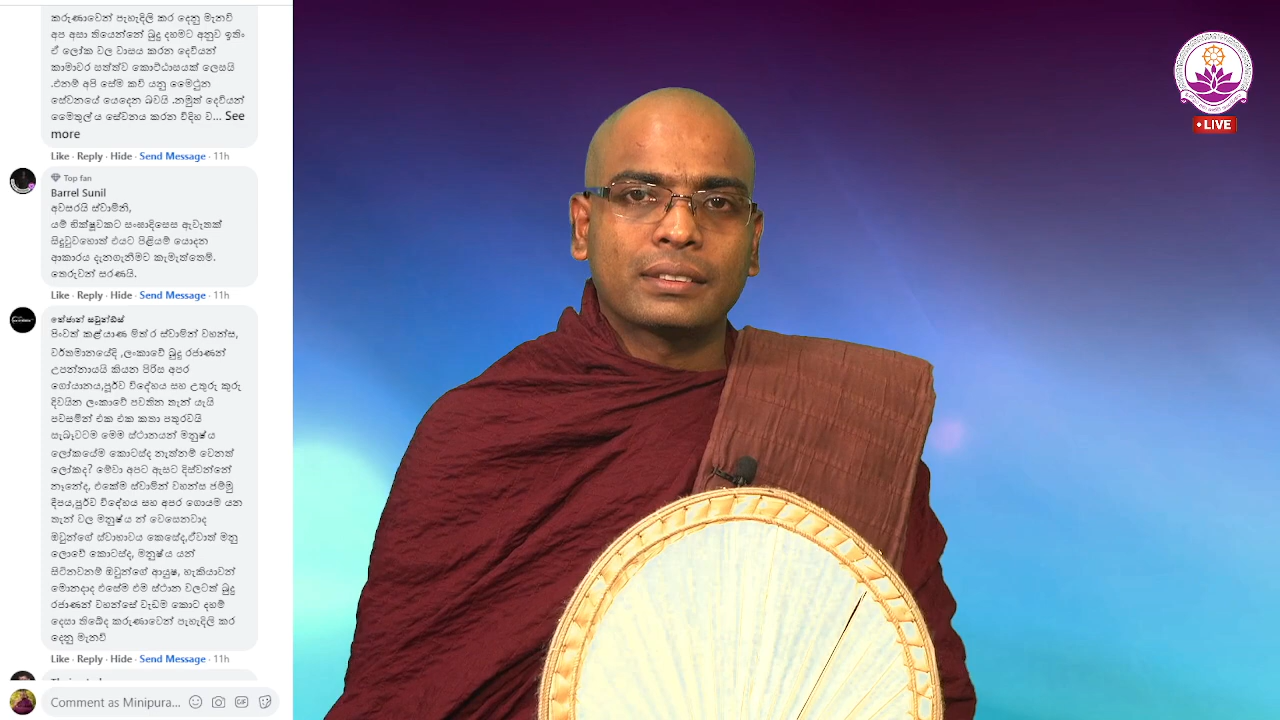 කරුණාවෙන් පැහැදිලි කර දෙනු මැනවි
අප අසා තියෙන්නේ බුදු දහමට අනුව ඉතිං
ඒ ලෝක වල වාසය කරන දෙවියන්
කාමාවර සත්ත්ව කොට්ඨාසයක් ලෙසයි
.එනම් අපි සේම කව් යනු මෛථුන
සේවනයේ යෙදෙන බවයි .නමුත් දෙවියන්
මෛතුල්ය සේවනය කරන විදිහ ව... See
more
Like · Reply · Hide · Send Message · 11h
Top fan
Barrel Sunil
අවසරයි ස්වාමිනි,
යම් භික්ෂුවකට සංඝාදිසෙස ඇවැතක්
සිදුවුවහොත් එයට පිළියම් යොදන
ආකාරය දැනගැනීමට කැමැත්තෙමි.
තෙරුවන් සරණයි.
Like · Reply · Hide · Send Message · 11h
පිංවත් කළ්යාණ මිත්‍ර ස්වාමින් වහන්ස,
වර්තමානයේදි ,ලංකාවේ බුදු රජාණන්
උපන්නායයි කියන පිරිස අපර
ගෝයානය,පූර්ව විදේහය සහ උතුරු කුරු
දිවයින ලංකාවේ පවතින තැන් යැයි
පවසමින් එක එක කතා පතුරවයි
සැබෑවටම මෙම ස්ථානයන් මනුෂ්ය
ලෝකයේම කොටස්ද නැත්නම් වෙනත්
ලෝකද? මේවා අපට ඇසට දිස්වන්නේ
නෑනේද, එසේම ස්වාමින් වහන්ස ජම්මු
දීපය,පූර්ව විදේහය සහ අපර ගොයම යන
තැන් වල මනුෂ්ය න් වෙසෙනවාද
ඔවුන්ගේ ස්වාභාවය කෙසේද,ඒවාත් මනු
ලොවේ කොටස්ද, මනුෂ්ය යන්
සිටිනවනම් ඔවුන්ගේ ආයුෂ, හැකියාවන්
මොනදාද එසේම එම ස්ථාන වලටත් බුදු
රජාණන් වහන්සේ වැඩම කොට දහම්
දෙසා තිබේද කරුණාවෙන් පැහැදිලි කර
දෙනු මැනවි
Like · Reply · Hide · Send Message · 11h
Comment as Minipura...
GIF
• LIVE